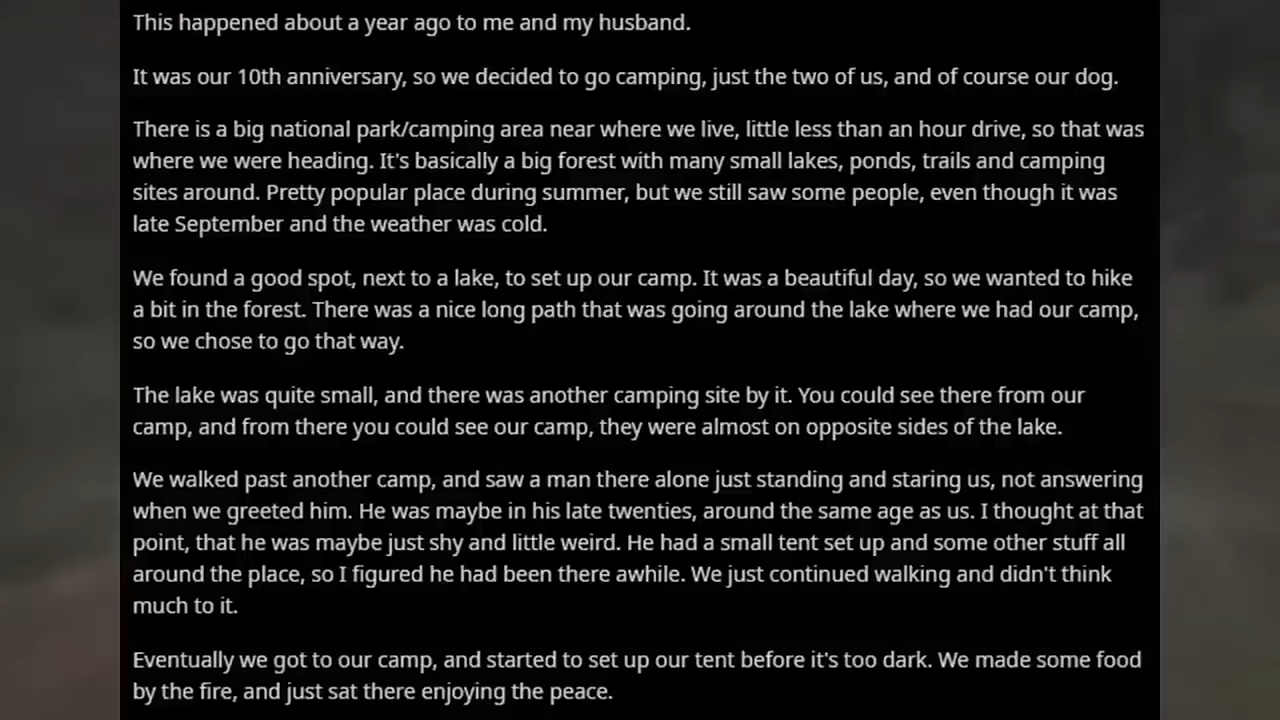 This happened about a year ago to me and my husband.
It was our 10th anniversary, so we decided to go camping, just the two of us, and of course our dog.
There is a big national park/camping area near where we live, little less than an hour drive, so that was
where we were heading. It's basically a big forest with many small lakes, ponds, trails and camping
sites around. Pretty popular place during summer, but we still saw some people, even though it was
late September and the weather was cold.
We found a good spot, next to a lake, to set up our camp. It was a beautiful day, so we wanted to hike
a bit in the forest. There was a nice long path that was going around the lake where we had our camp,
so we chose to go that way.
The lake was quite small, and there was another camping site by it. You could see there from our
camp, and from there you could see our camp, they were almost on opposite sides of the lake.
We walked past another camp, and saw a man there alone just standing and staring us, not answering
when we greeted him. He was maybe in his late twenties, around the same age as us. I thought at that
point, that he was maybe just shy and little weird. He had a small tent set up and some other stuff all
around the place, so I figured he had been there awhile. We just continued walking and didn't think
much to it.
Eventually we got to our camp, and started to set up our tent before it's too dark. We made some food
by the fire, and just sat there enjoying the peace.